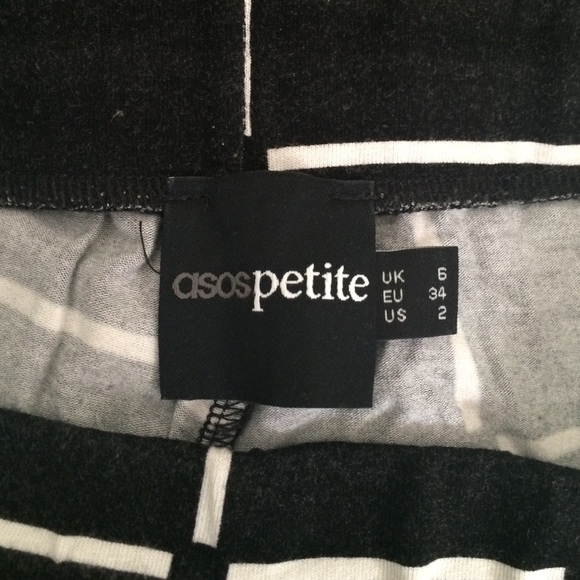 asospetite
UK 6
EU 34
US 2